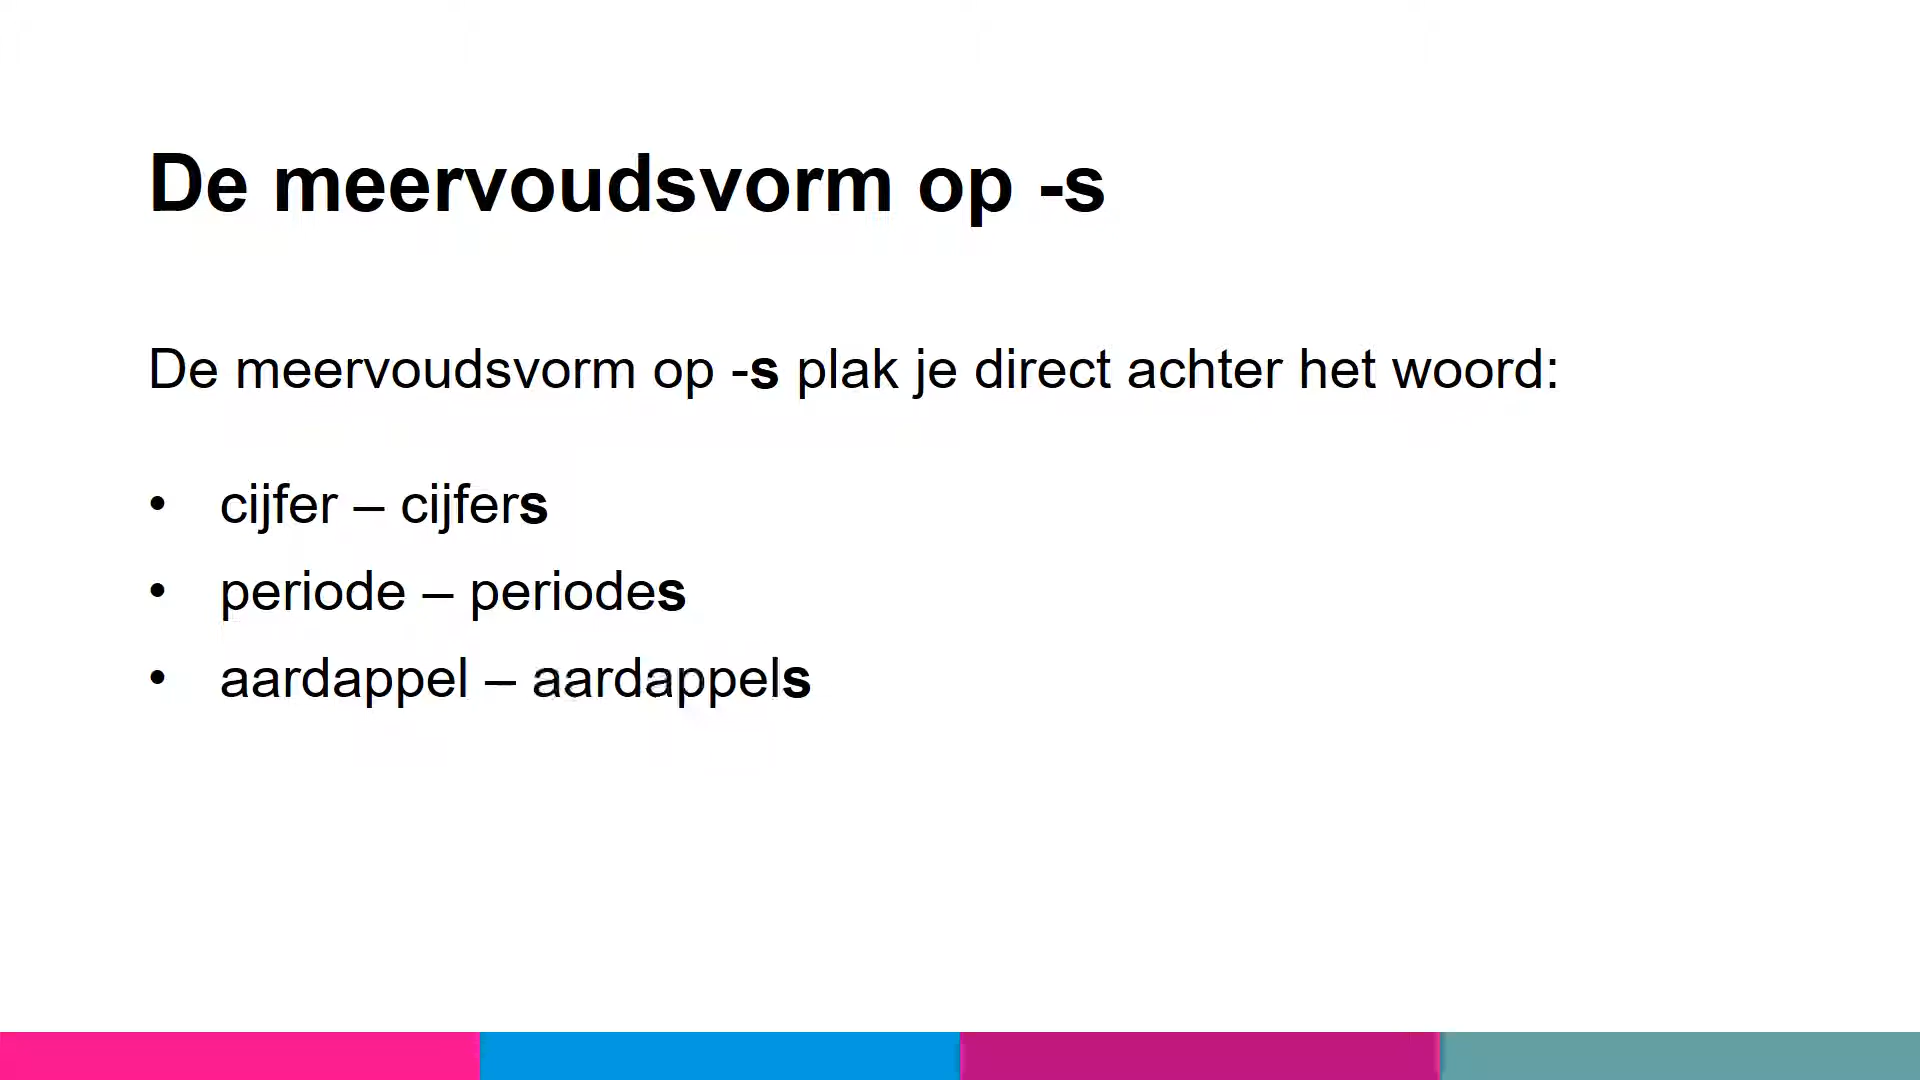 De meervoudsvorm op -s
De meervoudsvorm op -s plak je direct achter het woord:
• cijfer – cijfers
• periode – periodes
• aardappel – aardappels